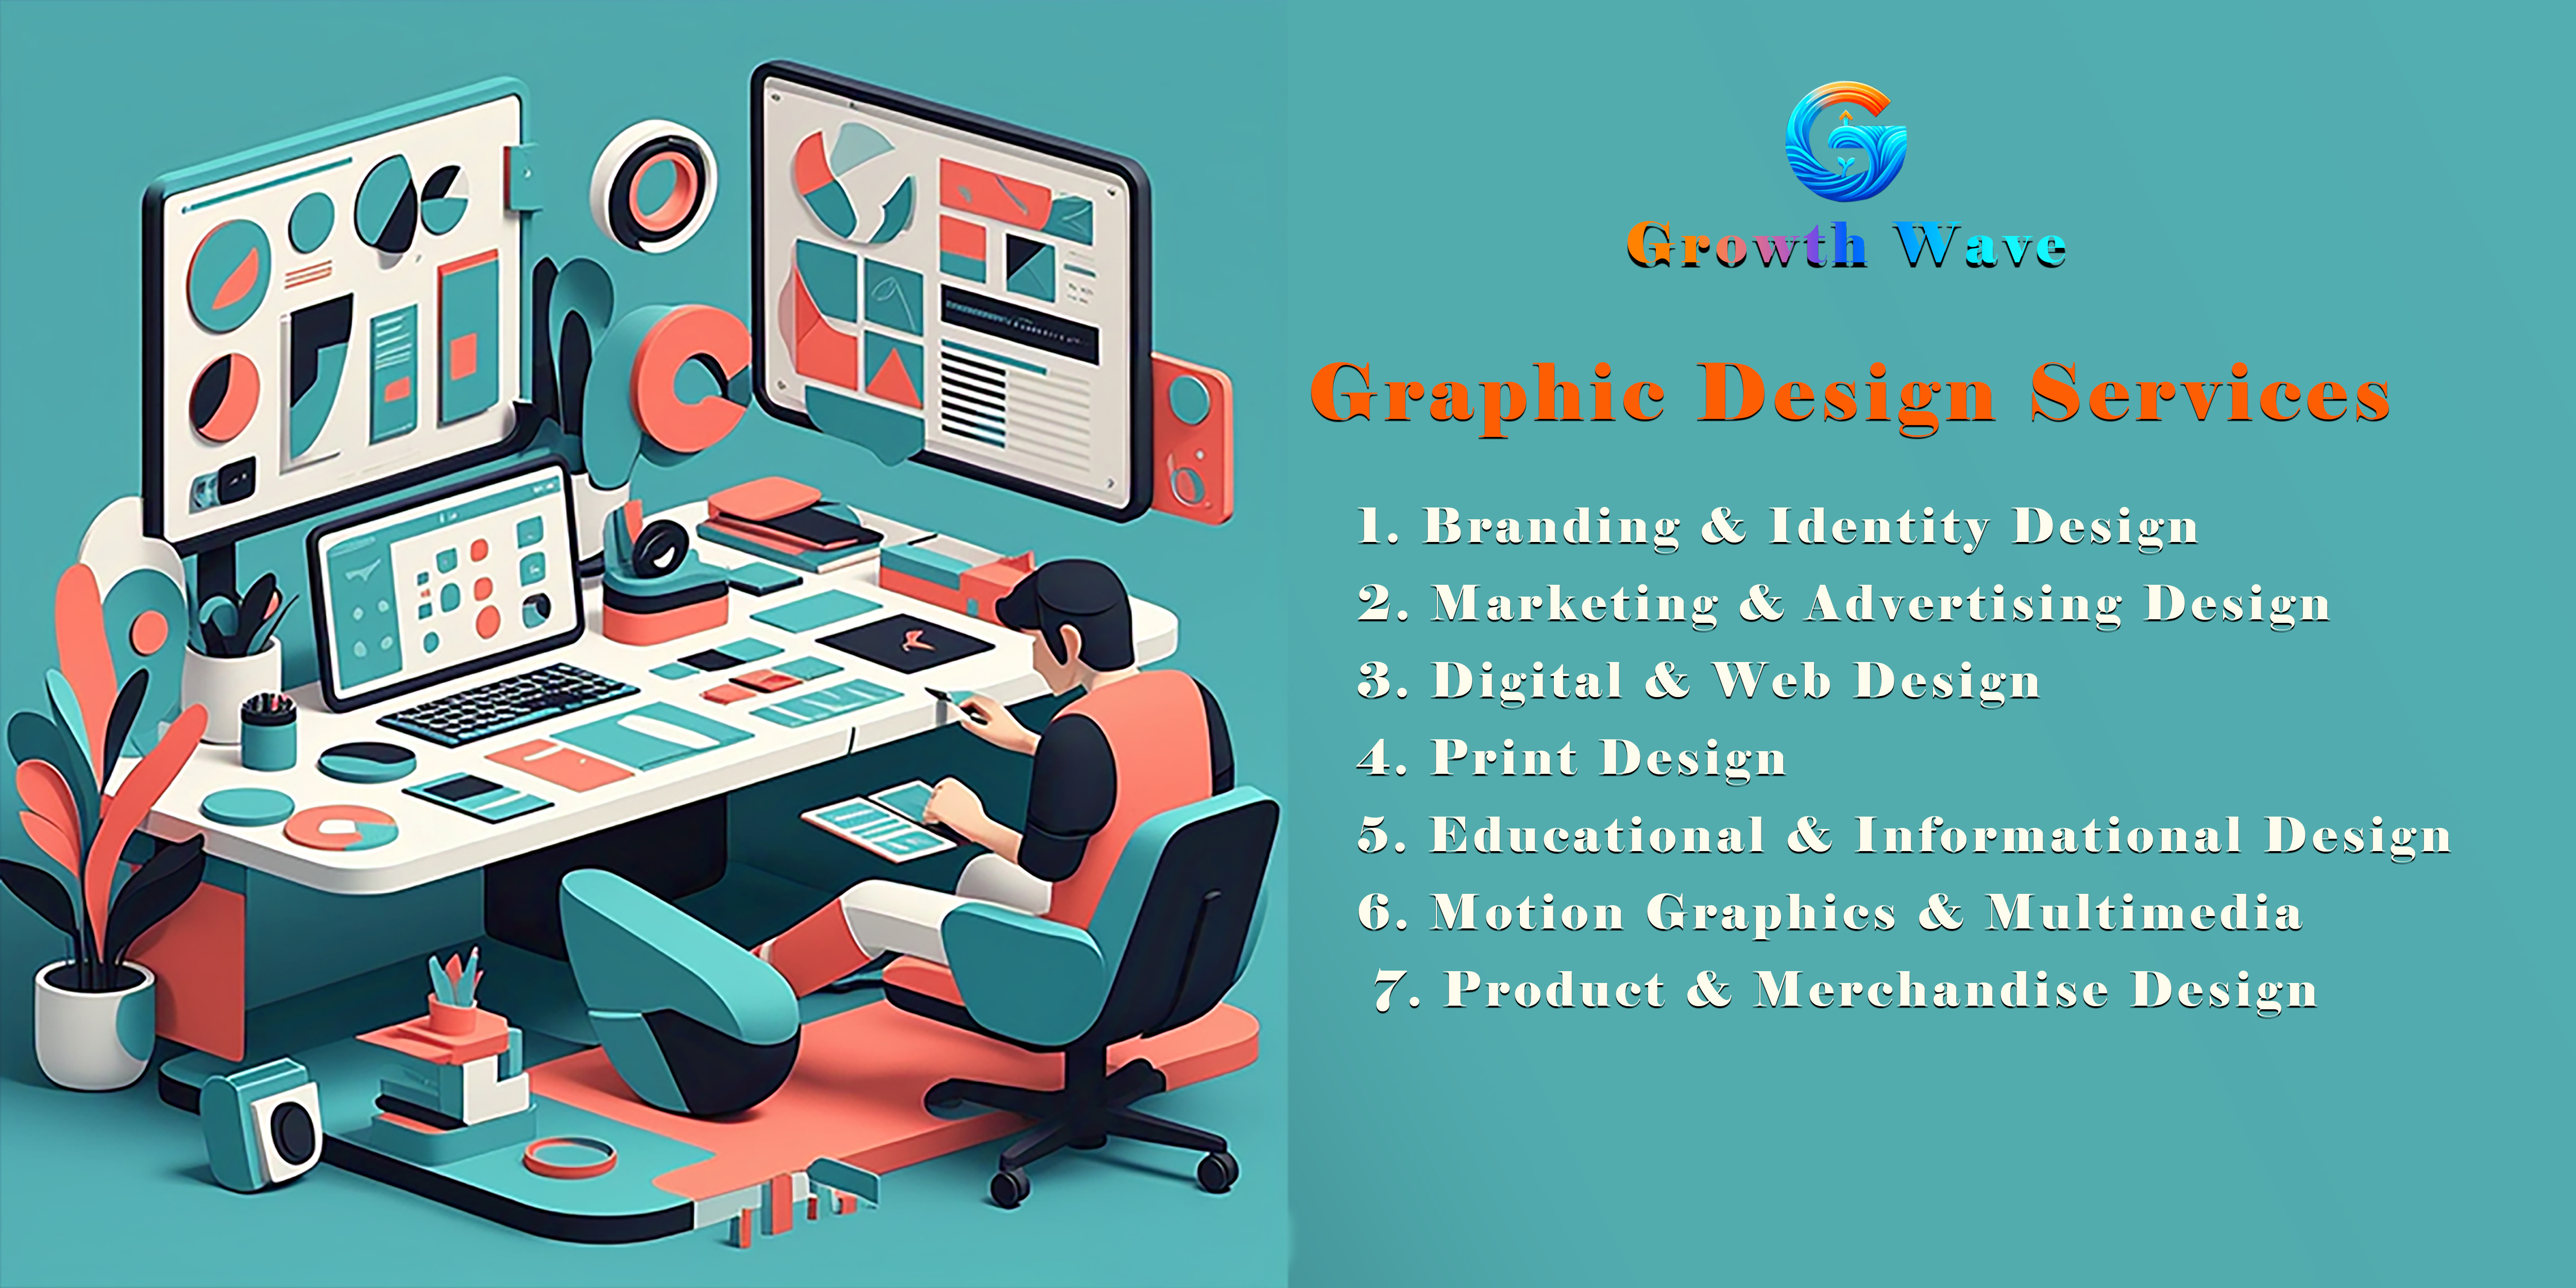 Growth Wave
Graphic Design Services
1. Branding & Identity Design
2. Marketing & Advertising Design
3. Digital & Web Design
4. Print Design
5. Educational & Informational Design
6. Motion Graphics & Multimedia
7. Product & Merchandise Design